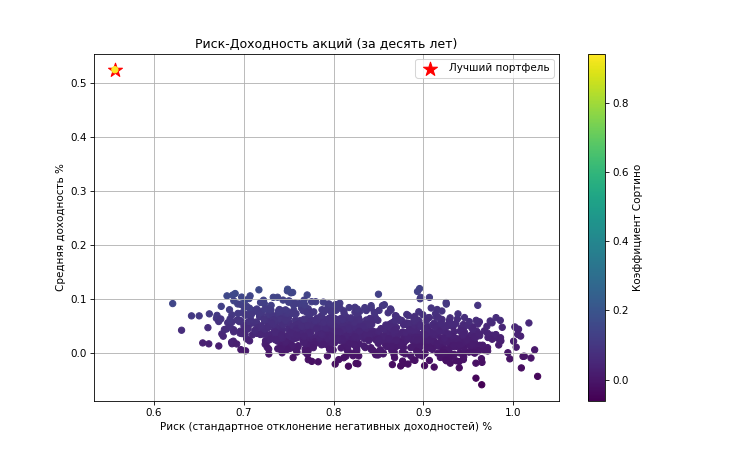 Риск-Доходность акций (за десять лет)
Лучший портфель
0.5
0.4
0.3
0.2
0.1
0.0
Средняя доходность %
0.6 0.7 0.8 0.9 1.0
Риск (стандартное отклонение негативных доходностей) %
0.8
0.6
0.4
0.2
0.0
Коэффициент Сортино